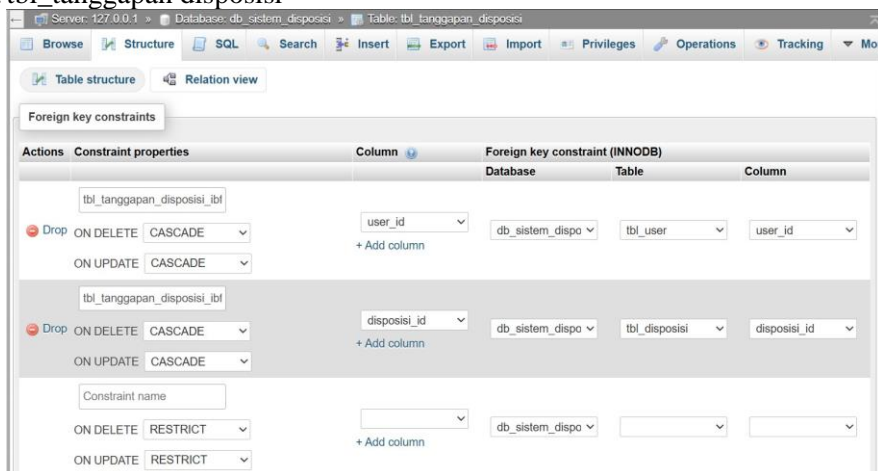 tbl_tanggapan disposisi
Server: 127.0.0.1 » Database: db_sistem_disposisi » Table: tbl_tanggapan_disposisi
Browse Structure SQL Search Insert Export Import Privileges Operations Tracking Mo
Table structure Relation view
Foreign key constraints
Actions Constraint properties Column Foreign key constraint (INNODB)
Database Table Column
tbl_tanggapan_disposisi_ibf
Drop ON DELETE CASCADE user_id db_sistem_dispo tbl_user user_id
+ Add column
ON UPDATE CASCADE
tbl_tanggapan_disposisi_ibf
Drop ON DELETE CASCADE disposisi_id db_sistem_dispo tbl_disposisi disposisi_id
+ Add column
ON UPDATE CASCADE
Constraint name
ON DELETE RESTRICT db_sistem_dispo
+ Add column
ON UPDATE RESTRICT